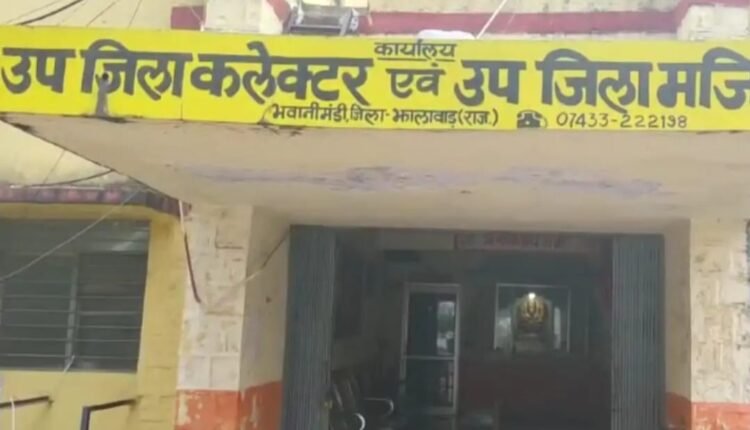 कार्यालय
उप जिला कलेक्टर एवं उप जिला मजि
भवानीमंडी, जिला-झालावाड़ (राज.) ☎ 07433-222198